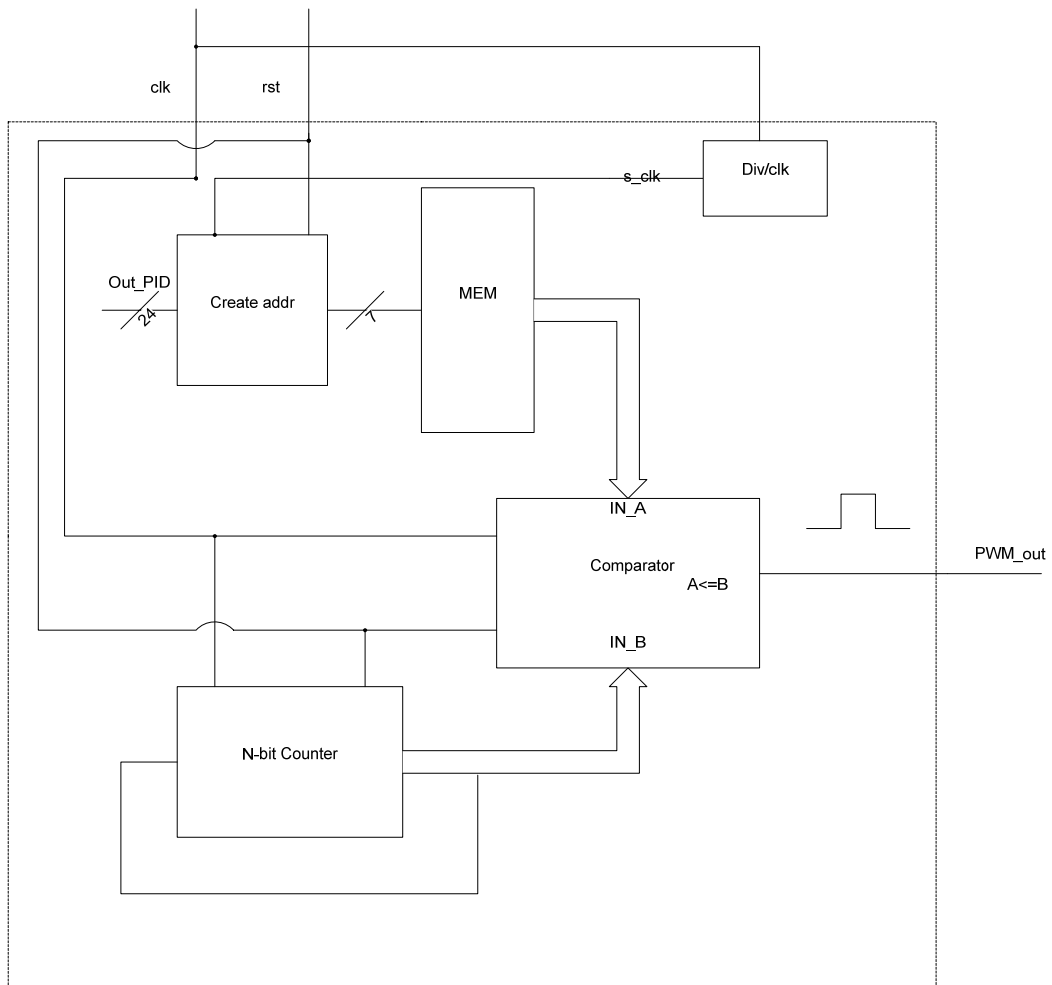 clk
rst
Div/clk
s_clk
Out_PID
24
Create addr
7
MEM
IN_A
Comparator
A<=B
IN_B
PWM_out
N-bit Counter